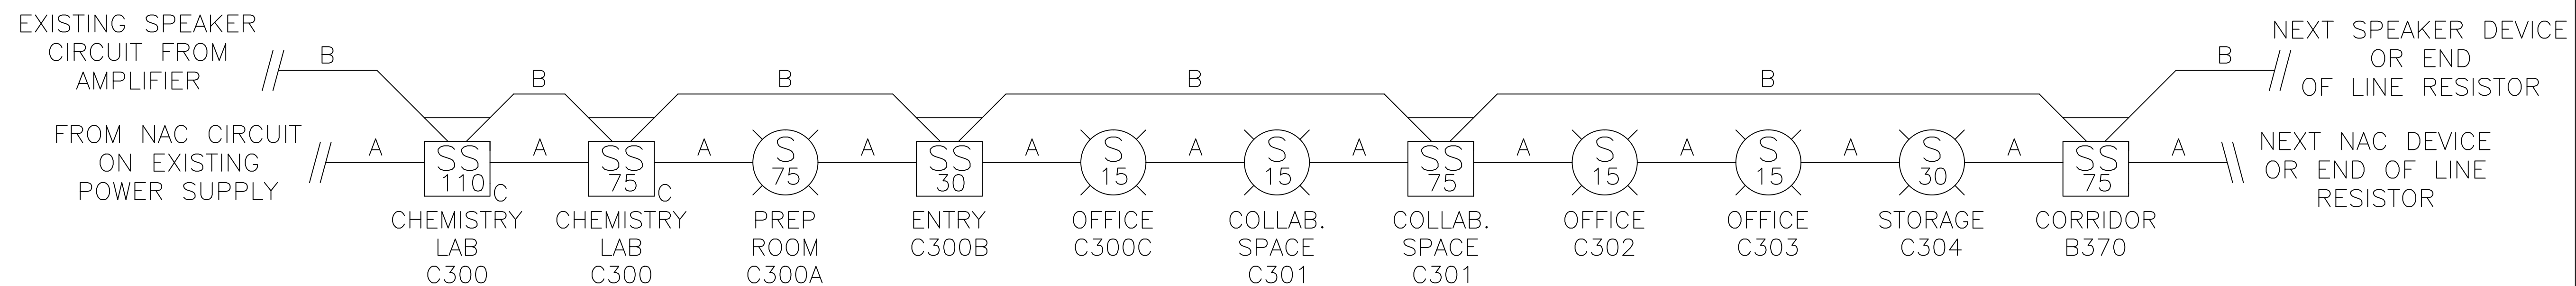 EXISTING SPEAKER
CIRCUIT FROM
AMPLIFIER
B
B
B
B
B
B
NEXT SPEAKER DEVICE
OR END
OF LINE RESISTOR
FROM NAC CIRCUIT
ON EXISTING
POWER SUPPLY
A
A
A
A
A
A
A
A
A
A
A
A
NEXT NAC DEVICE
OR END OF LINE
RESISTOR
SS
110
C
CHEMISTRY
LAB
C300
SS
75
C
CHEMISTRY
LAB
C300
S
75
PREP
ROOM
C300A
SS
30
ENTRY
C300B
S
15
OFFICE
C300C
S
15
COLLAB.
SPACE
C301
SS
75
COLLAB.
SPACE
C301
S
15
OFFICE
C302
S
15
OFFICE
C303
S
30
STORAGE
C304
SS
75
CORRIDOR
B370